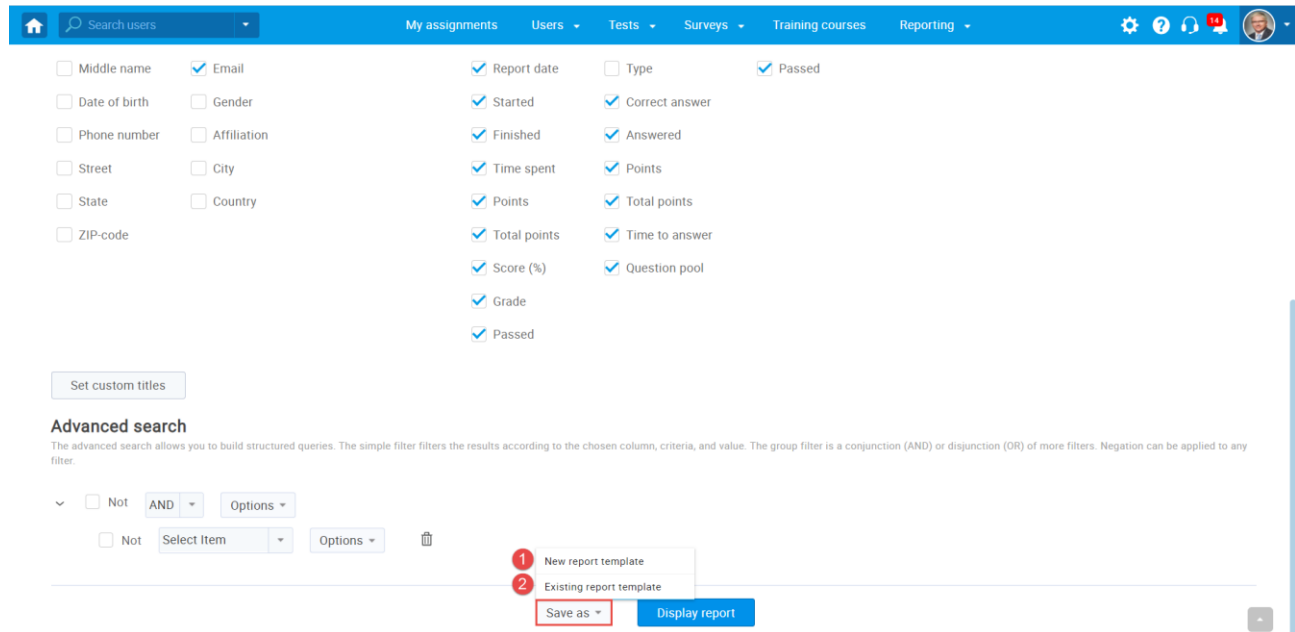 Search users
My assignments Users Tests Surveys Training courses Reporting
14
Middle name Email Report date Type Passed
Date of birth Gender Started Correct answer
Phone number Affiliation Finished Answered
Street City Time spent Points
State Country Points Total points
ZIP-code Total points Time to answer
Score (%) Question pool
Grade
Passed
Set custom titles
Advanced search
The advanced search allows you to build structured queries. The simple filter filters the results according to the chosen column, criteria, and value. The group filter is a conjunction (AND) or disjunction (OR) of more filters. Negation can be applied to any
filter.
Not AND Options
Not Select Item Options
1 New report template
2 Existing report template
Save as Display report